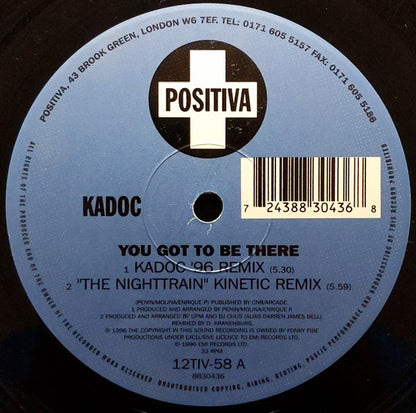 POSITIVA, 43 BROOK GREEN, LONDON W6 7EF. TEL: 0171 605 5157 FAX: 0171 605 5186
POSITIVA
KADOC
7 24388 30436 8
YOU GOT TO BE THERE
1 KADOC '96 REMIX (5.30)
2 "THE NIGHTTRAIN" KINETIC REMIX (5.59)
(PENIN/MOLINA/ENRIQUE.P) PUBLISHED BY CNR/ARCADE.
1 PRODUCED AND ARRANGED BY PENIN/MOLINA/ENRIQUE P.
2 PRODUCED AND ARRANGED BY UPM AND DJ CHUS (ALIAS DARREN JAMES BELL)
REMIXED D. KRANENBURG.
℗ 1996 THE COPYRIGHT IN THIS SOUND RECORDING IS OWNED BY
PRODUCTIONS UNDER EXCLUSIVE LICENCE TO EMI RECORDS LTD.
© 1996 EMI RECORDS LTD.
33 RPM
12TIV-58 A
8830436
ALL RIGHTS OF THE PRODUCER AND OF THE OWNER OF THE RECORDED WORK RESERVED UNAUTHORISED COPYING, HIRING, RENTING, PUBLIC PERFORMANCE AND BROADCASTING OF THIS RECORD PROHIBITED